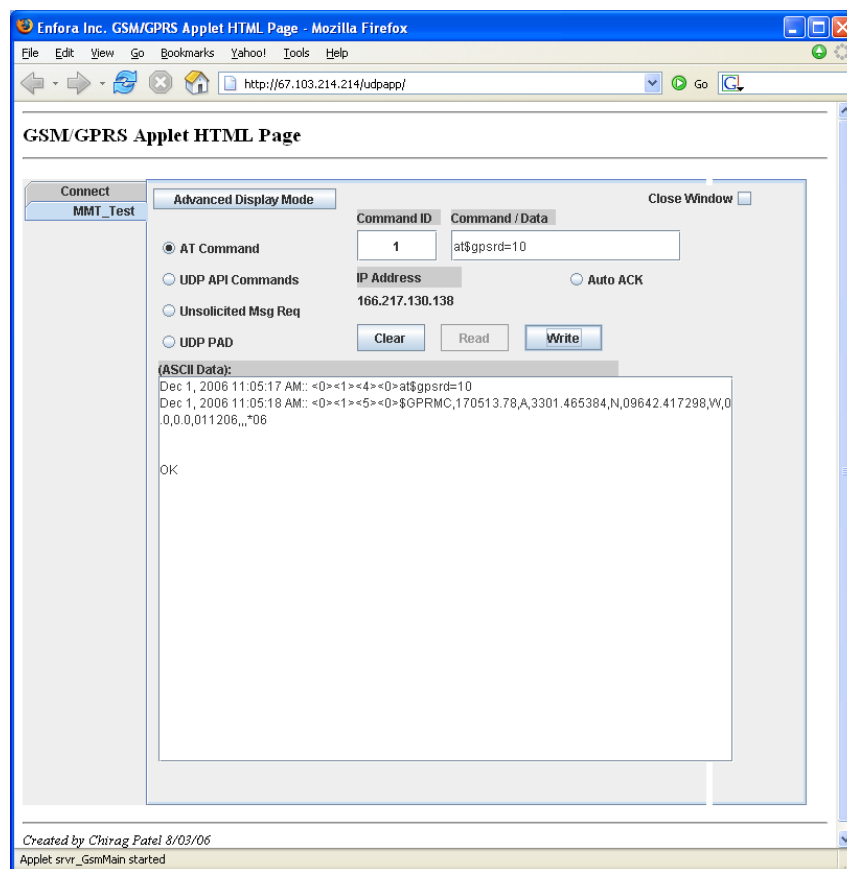 Enfora Inc. GSM/GPRS Applet HTML Page - Mozilla Firefox
File Edit View Go Bookmarks Yahoo! Tools Help
http://67.103.214.214/udpapp/
Go
G
GSM/GPRS Applet HTML Page
Connect
MMT_Test
Advanced Display Mode
Close Window
Command ID
Command / Data
AT Command
1
at$gpsrd=10
UDP API Commands
IP Address
Auto ACK
166.217.130.138
Unsolicited Msg Req
UDP PAD
Clear
Read
Write
(ASCII Data):
Dec 1, 2006 11:05:17 AM:: <0><1><4><0>at$gpsrd=10
Dec 1, 2006 11:05:18 AM:: <0><1><5><0>$GPRMC,170513.78,A,3301.465384,N,09642.417298,W,0
.0,0.0,011206,,,*06
OK
Created by Chirag Patel 8/03/06
Applet srvr_GsmMain started